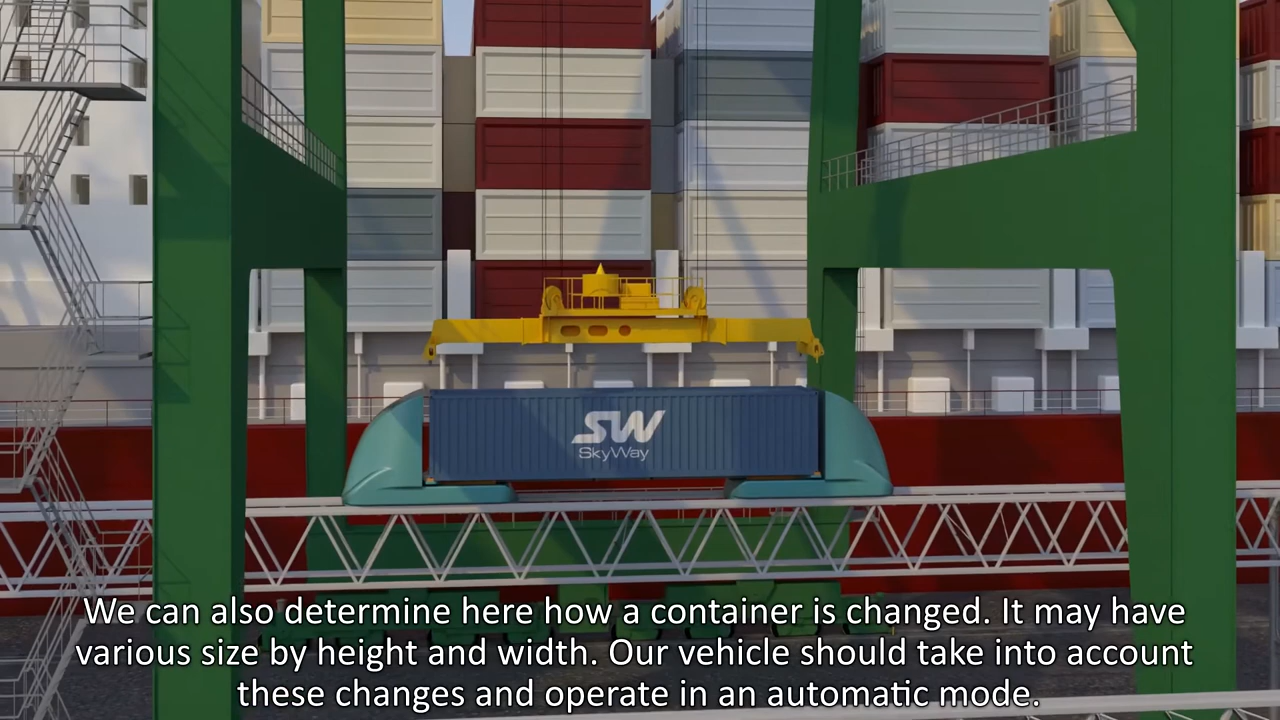 SW
SkyWay
We can also determine here how a container is changed. It may have
various size by height and width. Our vehicle should take into account
these changes and operate in an automatic mode.